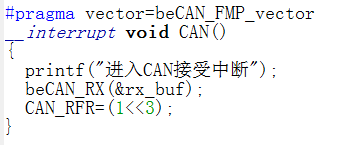 #pragma vector=beCAN_FMP_vector
__interrupt void CAN()
{
  printf("进入CAN接受中断");
  beCAN_RX(&rx_buf);
  CAN_RFR=(1<<3);
}